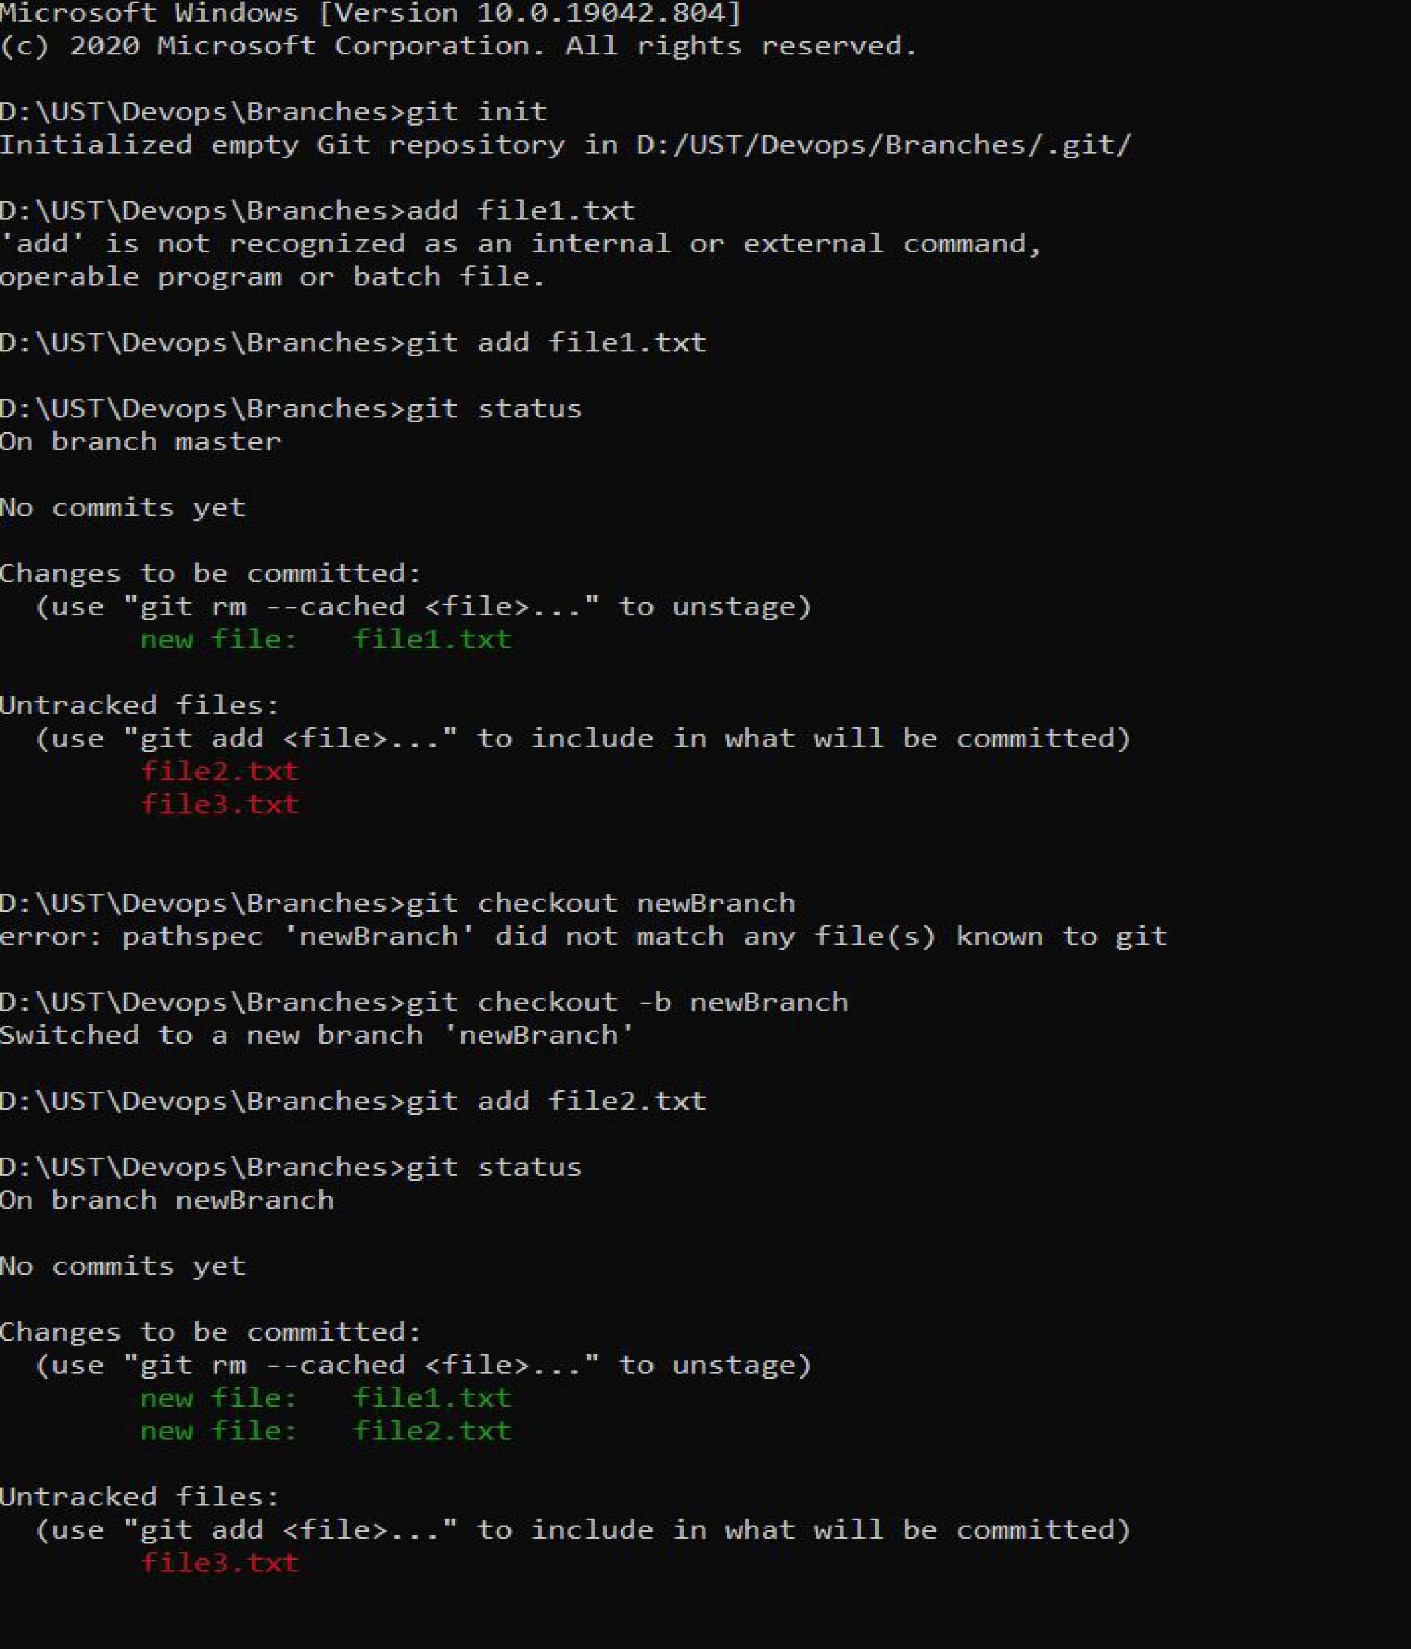 Microsoft Windows [Version 10.0.19042.804]
(c) 2020 Microsoft Corporation. All rights reserved.
D:\UST\Devops\Branches>git init
Initialized empty Git repository in D:/UST/Devops/Branches/.git/
D:\UST\Devops\Branches>add file1.txt
'add' is not recognized as an internal or external command,
operable program or batch file.
D:\UST\Devops\Branches>git add file1.txt
D:\UST\Devops\Branches>git status
On branch master
No commits yet
Changes to be committed:
  (use "git rm --cached <file>..." to unstage)
        new file:   file1.txt
Untracked files:
  (use "git add <file>..." to include in what will be committed)
        file2.txt
        file3.txt
D:\UST\Devops\Branches>git checkout newBranch
error: pathspec 'newBranch' did not match any file(s) known to git
D:\UST\Devops\Branches>git checkout -b newBranch
Switched to a new branch 'newBranch'
D:\UST\Devops\Branches>git add file2.txt
D:\UST\Devops\Branches>git status
On branch newBranch
No commits yet
Changes to be committed:
  (use "git rm --cached <file>..." to unstage)
        new file:   file1.txt
        new file:   file2.txt
Untracked files:
  (use "git add <file>..." to include in what will be committed)
        file3.txt